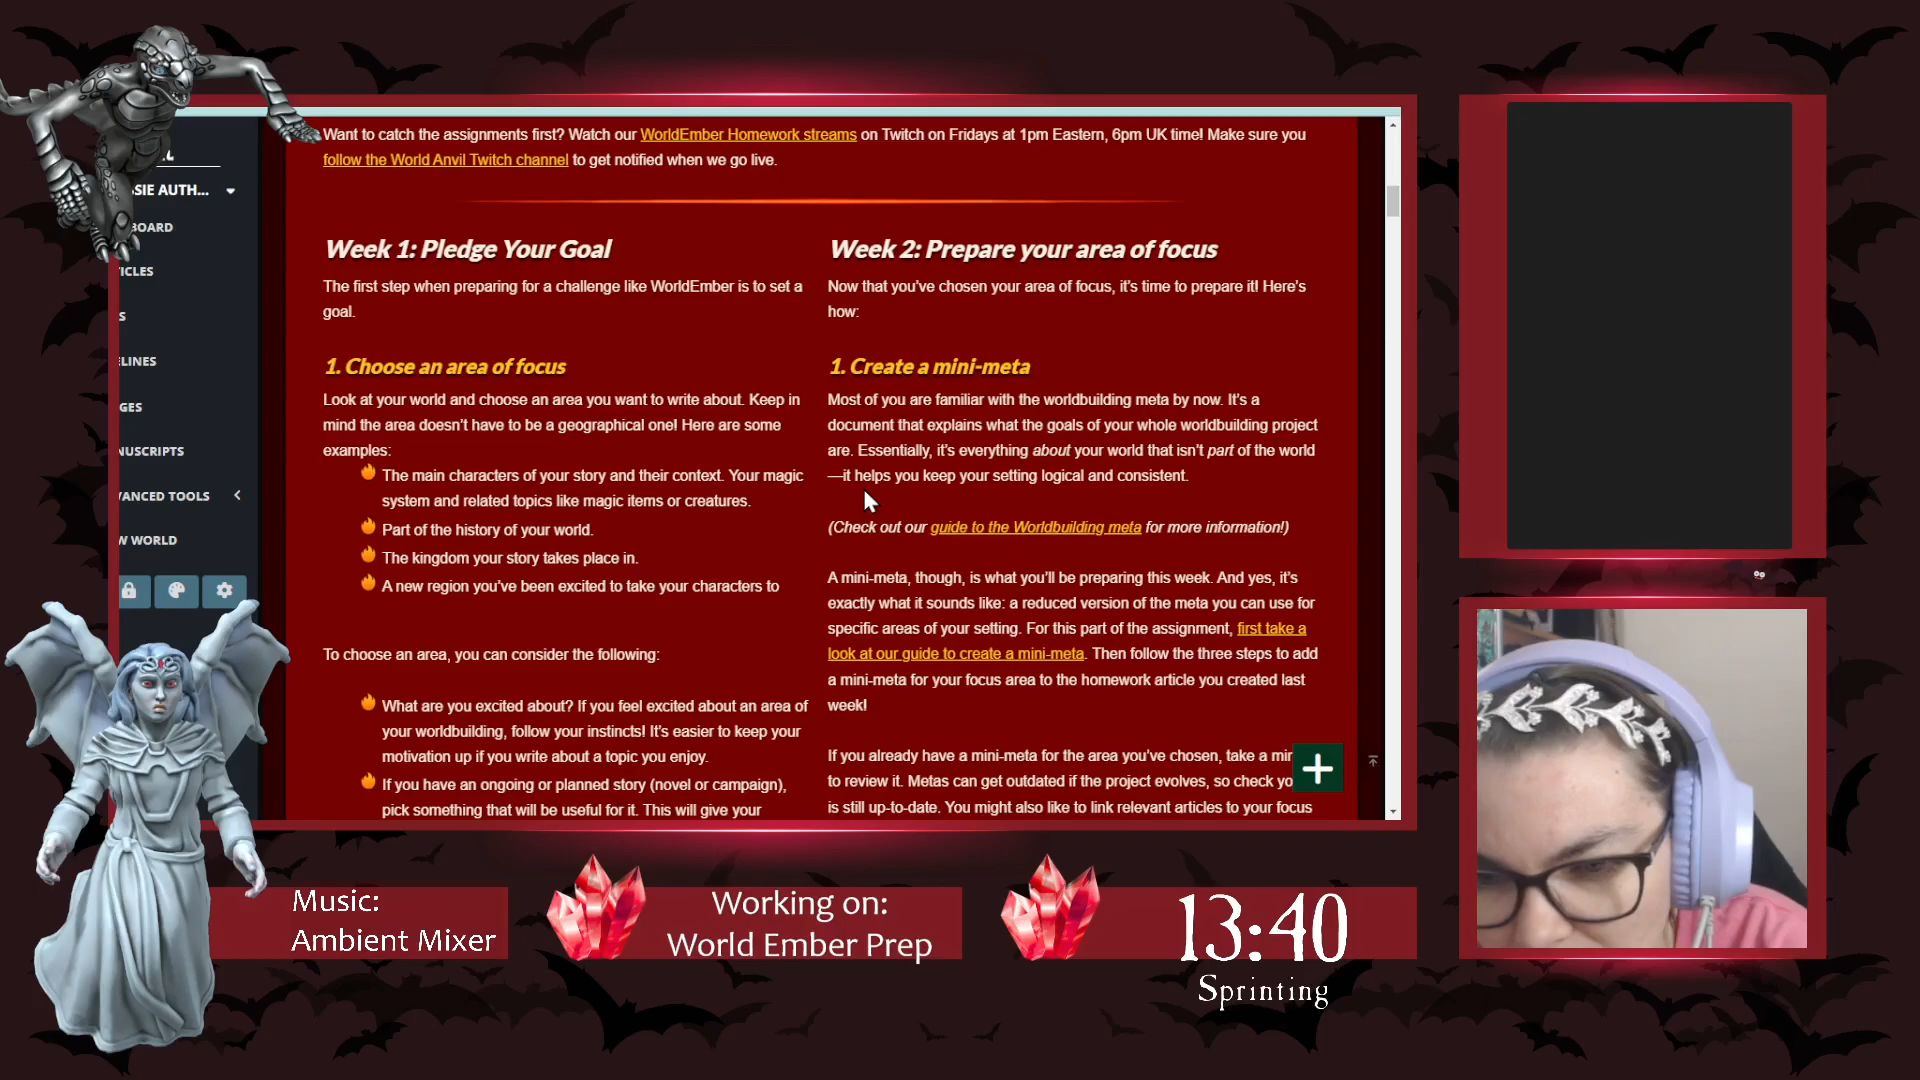 Want to catch the assignments first? Watch our WorldEmber Homework streams on Twitch on Fridays at 1pm Eastern, 6pm UK time! Make sure you
follow the World Anvil Twitch channel to get notified when we go live.
SIE AUTH...
BOARD
ICLES
S
ELINES
GES
NUSCRIPTS
VANCED TOOLS
W WORLD
Week 1: Pledge Your Goal
The first step when preparing for a challenge like WorldEmber is to set a
goal.
1. Choose an area of focus
Look at your world and choose an area you want to write about. Keep in
mind the area doesn't have to be a geographical one! Here are some
examples:
The main characters of your story and their context. Your magic
system and related topics like magic items or creatures.
Part of the history of your world.
The kingdom your story takes place in.
A new region you've been excited to take your characters to
To choose an area, you can consider the following:
What are you excited about? If you feel excited about an area of
your worldbuilding, follow your instincts! It's easier to keep your
motivation up if you write about a topic you enjoy.
If you have an ongoing or planned story (novel or campaign),
pick something that will be useful for it. This will give your
Week 2: Prepare your area of focus
Now that you've chosen your area of focus, it's time to prepare it! Here's
how:
1. Create a mini-meta
Most of you are familiar with the worldbuilding meta by now. It's a
document that explains what the goals of your whole worldbuilding project
are. Essentially, it's everything about your world that isn't part of the world
—it helps you keep your setting logical and consistent.
(Check out our guide to the Worldbuilding meta for more information!)
A mini-meta, though, is what you'll be preparing this week. And yes, it's
exactly what it sounds like: a reduced version of the meta you can use for
specific areas of your setting. For this part of the assignment, first take a
look at our guide to create a mini-meta. Then follow the three steps to add
a mini-meta for your focus area to the homework article you created last
week!
If you already have a mini-meta for the area you've chosen, take a mi
to review it. Metas can get outdated if the project evolves, so check yo
is still up-to-date. You might also like to link relevant articles to your focus
Music:
Ambient Mixer
Working on:
World Ember Prep
13:40
Sprinting